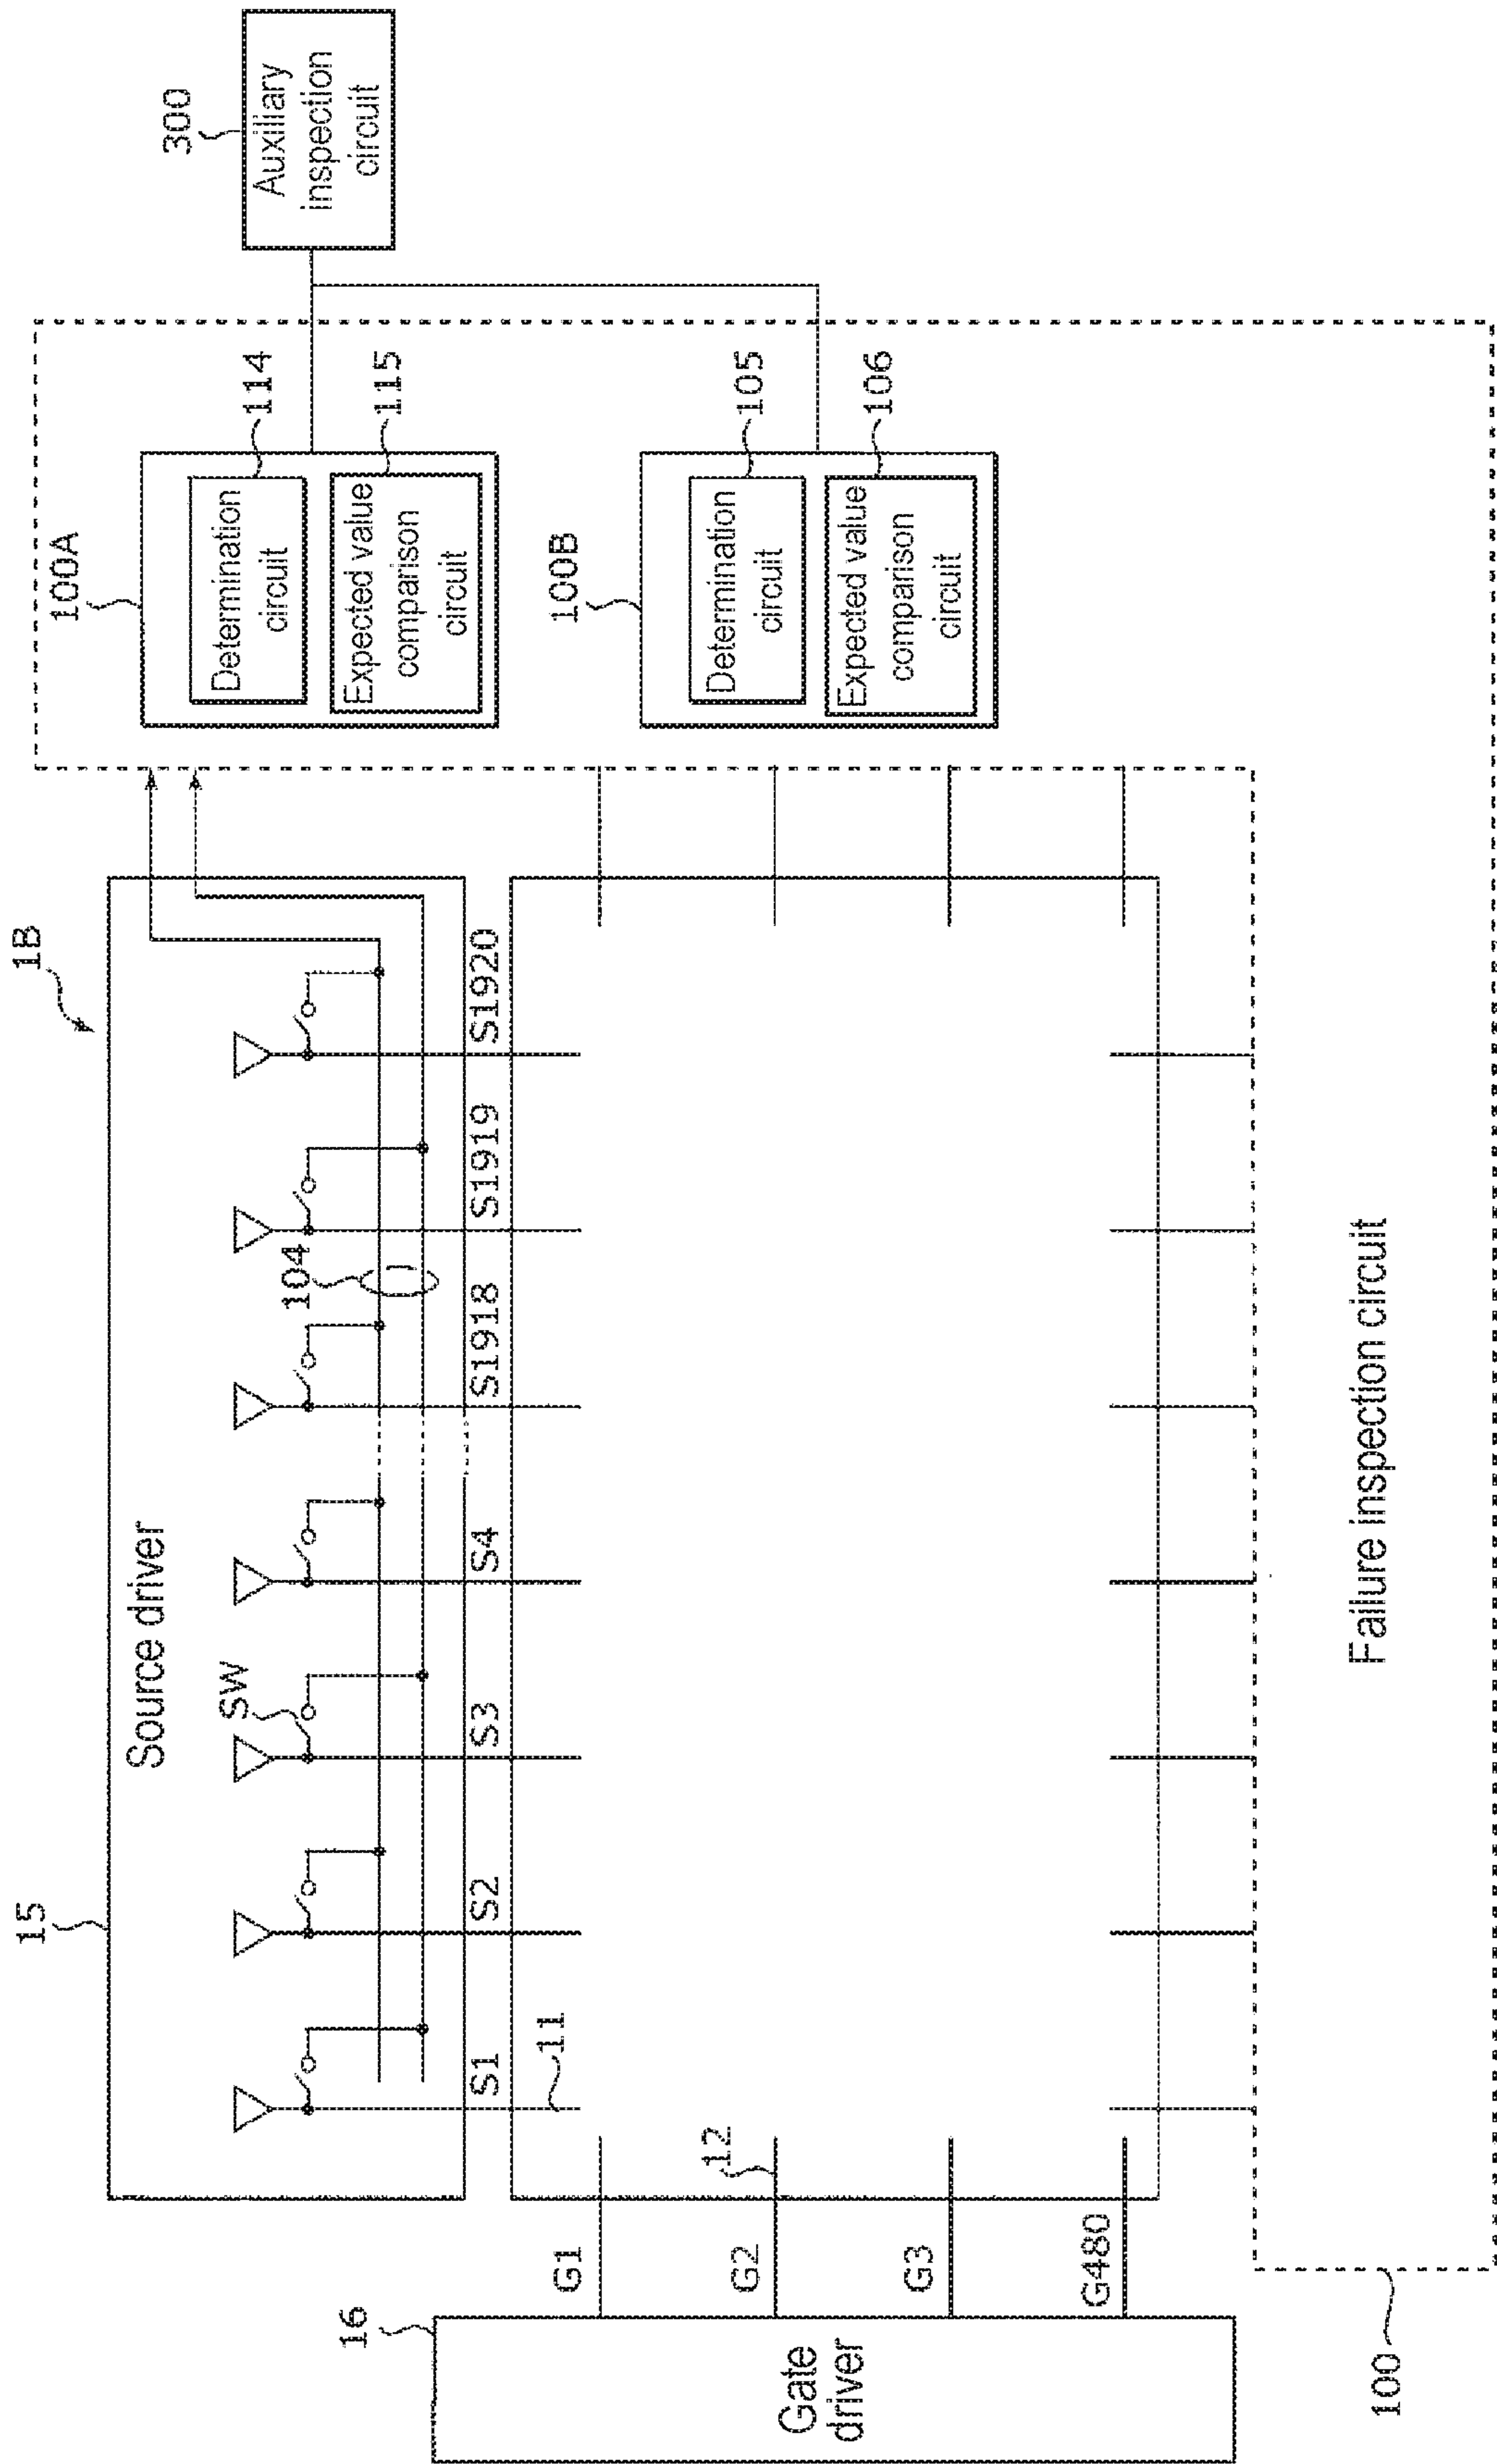 1B
15
Source driver
SW
104
S1
S2
S3
S4
S1918
S1919
S1920
11
12
16
Gate
driver
G1
G2
G3
G480
100
Failure inspection circuit
100A
Determination
circuit
114
Expected value
comparison
circuit
115
100B
Determination
circuit
105
Expected value
comparison
circuit
106
300
Auxiliary
inspection
circuit